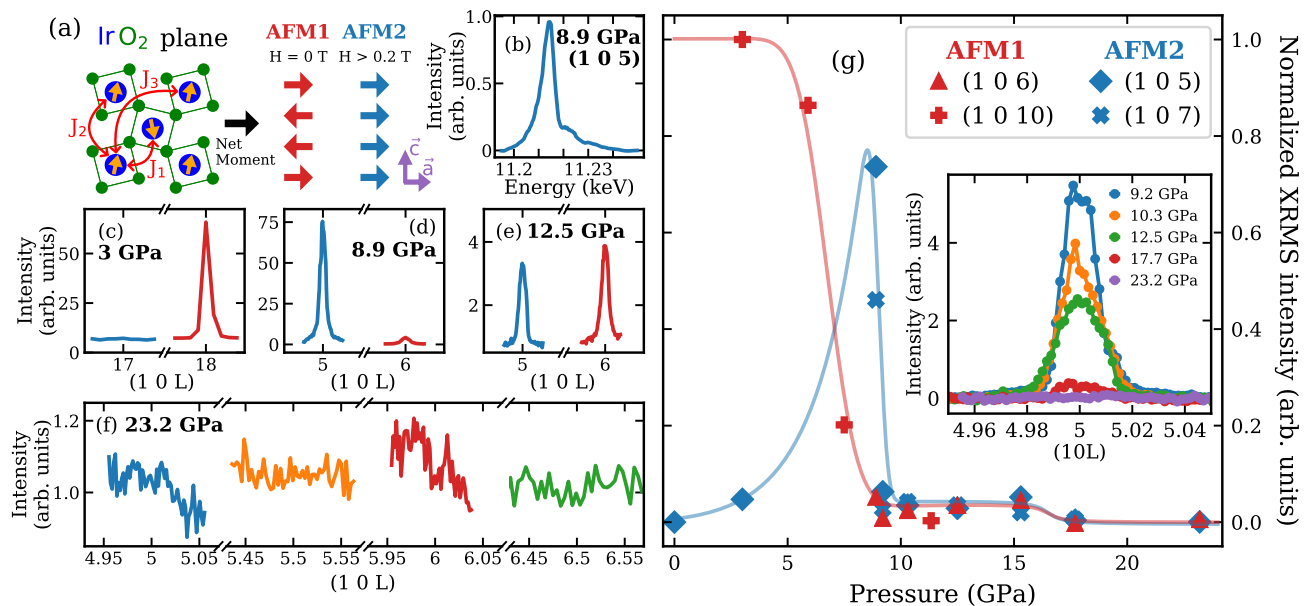 (a)
IrO₂ plane
J₃
J₂
J₁
Net
Moment
AFM1
AFM2
H = 0 T
H > 0.2 T
c⃗
a⃗
(b)
8.9 GPa
(1 0 5)
Intensity
(arb. units)
1.0
0.5
0
11.2
11.23
Energy (keV)
(c)
3 GPa
Intensity
(arb. units)
50
25
0
17
18
(1 0 L)
(d)
8.9 GPa
75
50
25
0
5
6
(1 0 L)
(e)
12.5 GPa
4
2
5
6
(1 0 L)
(f)
23.2 GPa
Intensity
(arb. units)
1.2
1.0
4.95
5
5.05
5.45
5.5
5.55
5.95
6
6.05
6.45
6.5
6.55
(1 0 L)
(g)
AFM1
AFM2
(1 0 6)
(1 0 5)
(1 0 10)
(1 0 7)
Normalized XRMS intensity (arb. units)
1.0
0.8
0.6
0.4
0.2
0.0
0
5
10
15
20
Pressure (GPa)
9.2 GPa
10.3 GPa
12.5 GPa
17.7 GPa
23.2 GPa
Intensity (arb. units)
4
2
0
4.96
4.98
5
5.02
5.04
(10L)